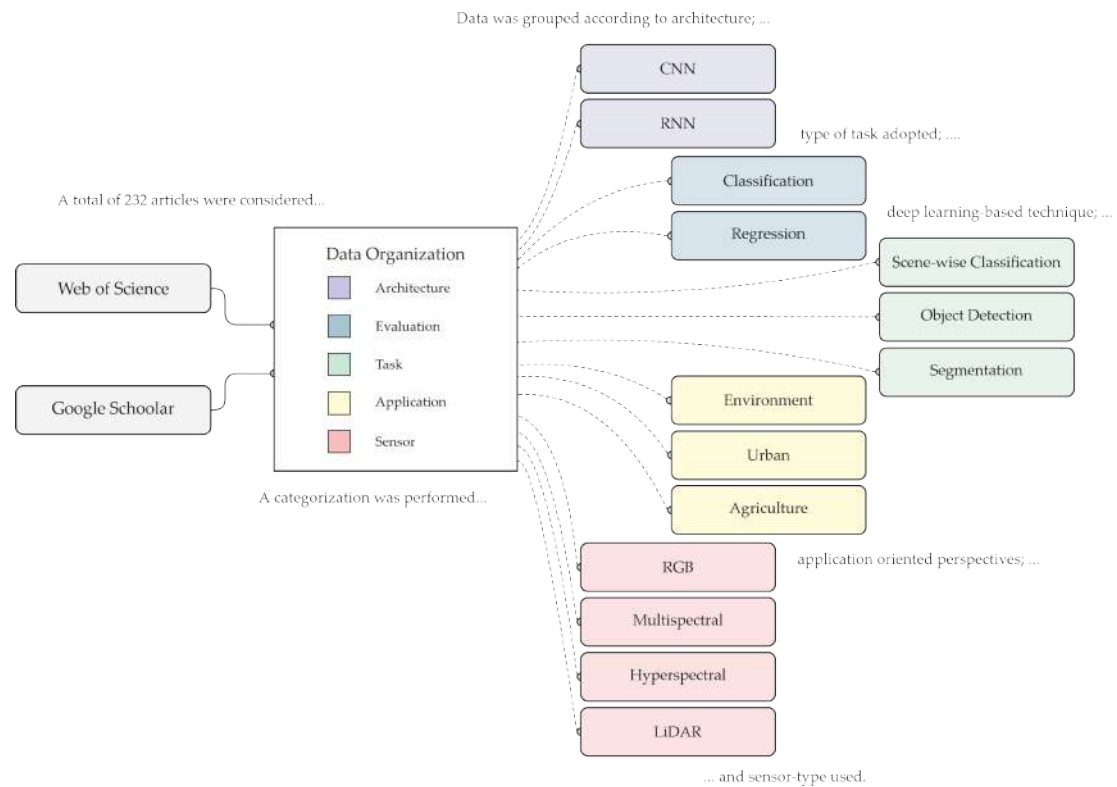 Data was grouped according to architecture; ...
CNN
RNN
type of task adopted; ....
Classification
Regression
deep learning-based technique; ...
Scene-wise Classification
Object Detection
Segmentation
A total of 232 articles were considered...
Web of Science
Google Schoolar
Data Organization
Architecture
Evaluation
Task
Application
Sensor
A categorization was performed...
Environment
Urban
Agriculture
application oriented perspectives; ...
RGB
Multispectral
Hyperspectral
LiDAR
... and sensor-type used.